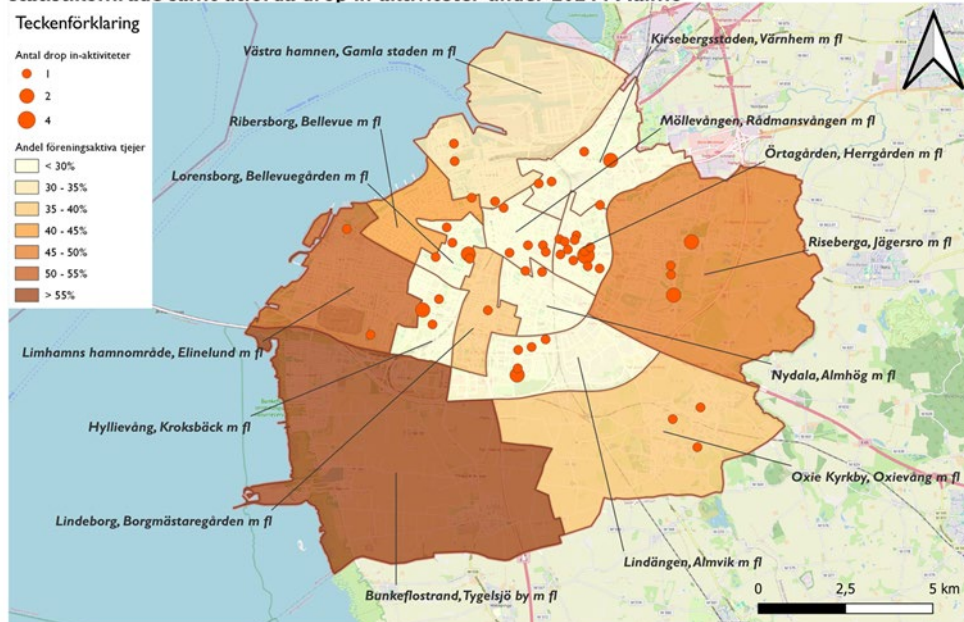 Teckenförklaring
Antal drop in-aktiviteter
1
2
4
Andel föreningsaktiva tjejer
< 30%
30 - 35%
35 - 40%
40 - 45%
45 - 50%
50 - 55%
> 55%
Västra hamnen, Gamla staden m fl
Kirsebergsstaden, Värnhem m fl
Ribersborg, Bellevue m fl
Möllevången, Rådmansvången m fl
Örtagården, Herrgården m fl
Lorensborg, Bellevuegården m fl
Riseberga, Jägersro m fl
Limhamns hamnområde, Elinelund m fl
Nydala, Almhög m fl
Hyllievång, Kroksbäck m fl
Oxie Kyrkby, Oxievång m fl
Lindeborg, Borgmästaregården m fl
Lindängen, Almvik m fl
Bunkeflostrand, Tygelsjö by m fl
0 2,5 5 km